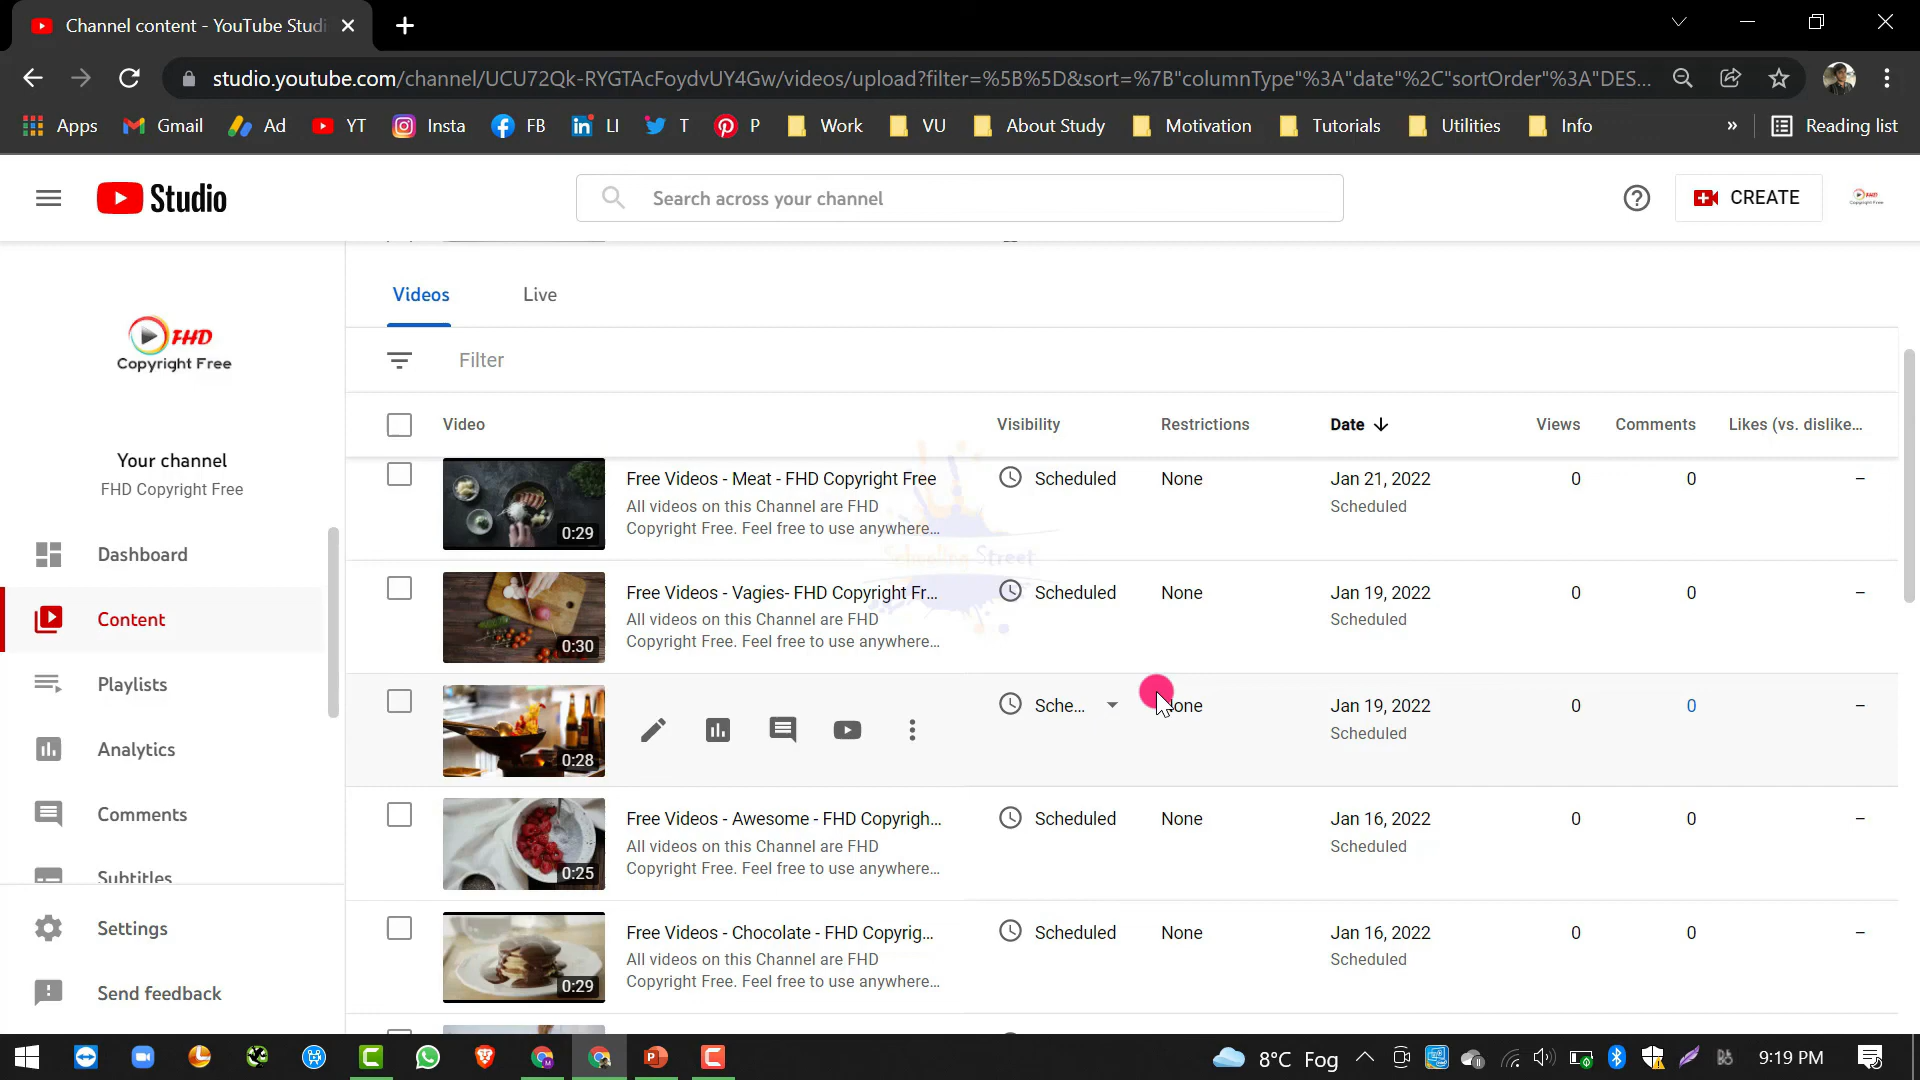 Channel content - YouTube Studi
studio.youtube.com/channel/UCU72Qk-RYGTAcFoydvUY4Gw/videos/upload?filter=%5B%5D&sort=%7B"columnType"%3A"date"%2C"sortOrder"%3A"DES...
Apps Gmail Ad YT Insta FB LI T P Work VU About Study Motivation Tutorials Utilities Info » Reading list
Studio
Search across your channel
CREATE
FHD
Copyright Free
Your channel
FHD Copyright Free
Dashboard
Content
Playlists
Analytics
Comments
Subtitles
Settings
Send feedback
Videos Live
Filter
Video Visibility Restrictions Date Views Comments Likes (vs. dislike...
Free Videos - Meat - FHD Copyright Free Scheduled None Jan 21, 2022 0 0 –
All videos on this Channel are FHD Scheduled
Copyright Free. Feel free to use anywhere...
0:29
Free Videos - Vagies- FHD Copyright Fr... Scheduled None Jan 19, 2022 0 0 –
All videos on this Channel are FHD Scheduled
Copyright Free. Feel free to use anywhere...
0:30
Sche... None Jan 19, 2022 0 0 –
Scheduled
0:28
Free Videos - Awesome - FHD Copyrigh... Scheduled None Jan 16, 2022 0 0 –
All videos on this Channel are FHD Scheduled
Copyright Free. Feel free to use anywhere...
0:25
Free Videos - Chocolate - FHD Copyrig... Scheduled None Jan 16, 2022 0 0 –
All videos on this Channel are FHD Scheduled
Copyright Free. Feel free to use anywhere...
0:29
Schooling Street
8°C Fog 9:19 PM